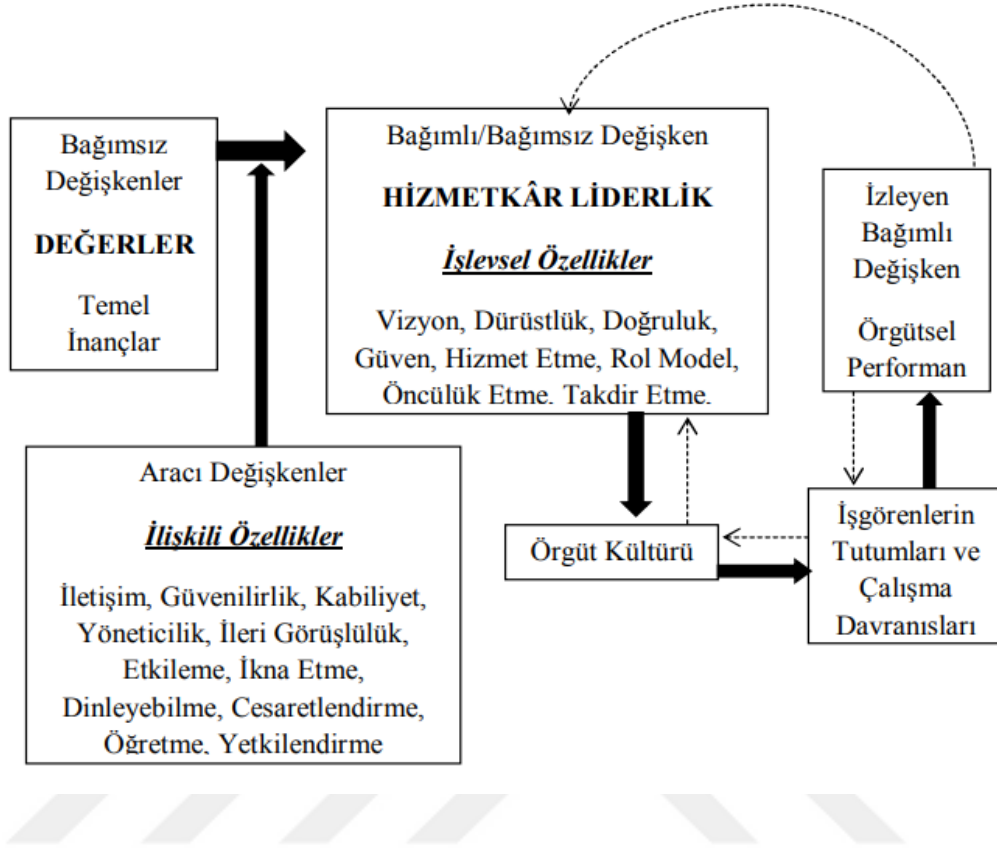 Bağımsız
Değişkenler
DEĞERLER
Temel
İnançlar
Bağımlı/Bağımsız Değişken
HİZMETKÂR LİDERLİK
İşlevsel Özellikler
Vizyon, Dürüstlük, Doğruluk,
Güven, Hizmet Etme, Rol Model,
Öncülük Etme. Takdir Etme.
İzleyen
Bağımlı
Değişken
Örgütsel
Performan
Aracı Değişkenler
İlişkili Özellikler
İletişim, Güvenilirlik, Kabiliyet,
Yöneticilik, İleri Görüşlülük,
Etkileme, İkna Etme,
Dinleyebilme, Cesaretlendirme,
Öğretme. Yetkilendirme
Örgüt Kültürü
İşgörenlerin
Tutumları ve
Çalışma
Davranısları